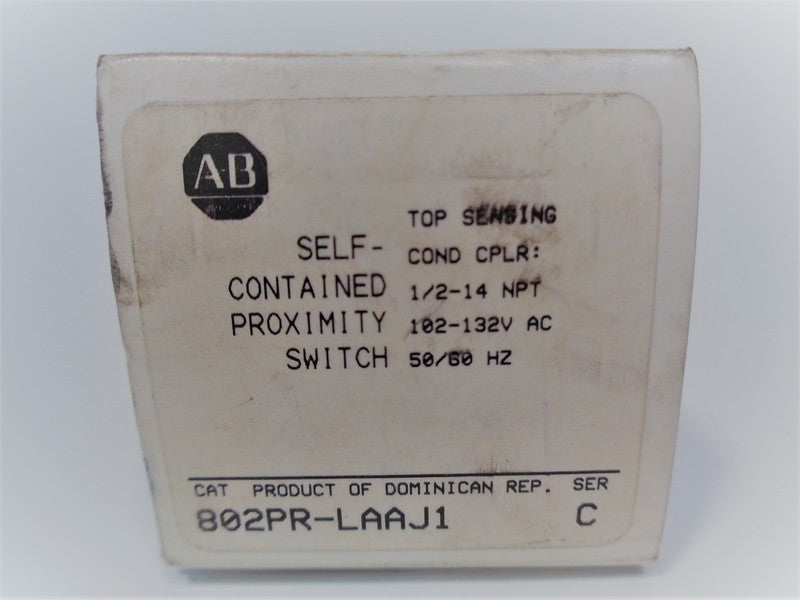 A-B
SELF-
CONTAINED
PROXIMITY
SWITCH
TOP SENSING
COND CPLR:
1/2-14 NPT
102-132V AC
50/60 HZ
CAT PRODUCT OF DOMINICAN REP. SER
802PR-LAAJ1 C